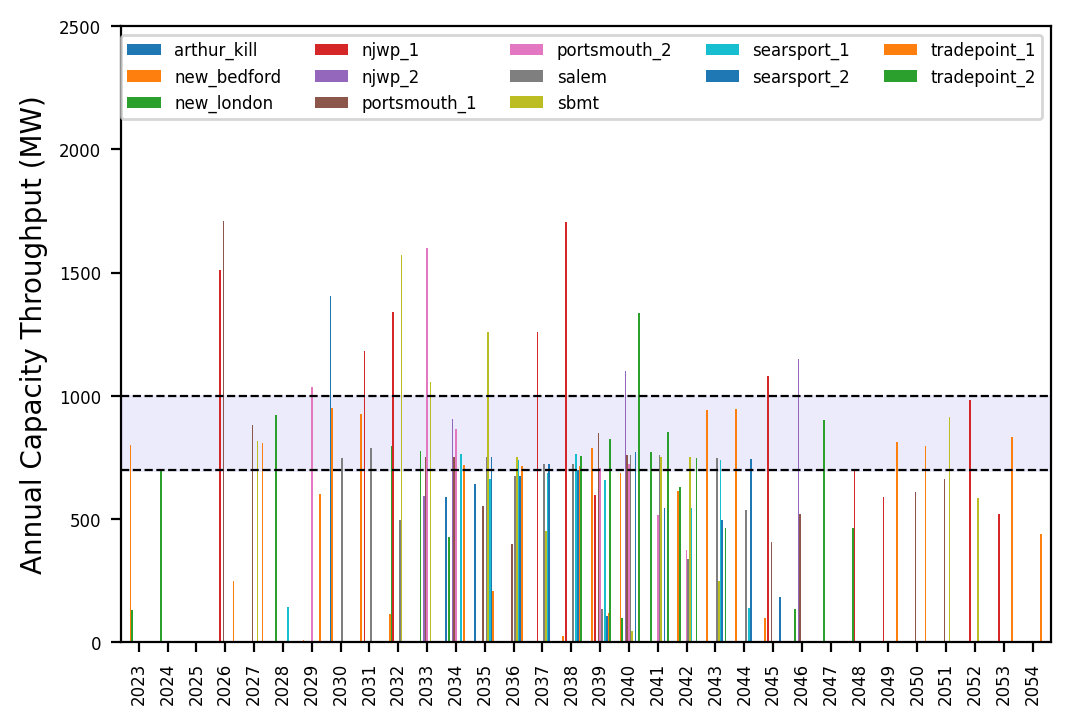 2500
arthur_kill njwp_1 portsmouth_2 searsport_1 tradepoint_1
new_bedford njwp_2 salem searsport_2 tradepoint_2
new_london portsmouth_1 sbmt
2000
1500
1000
500
0
Annual Capacity Throughput (MW)
2023 2024 2025 2026 2027 2028 2029 2030 2031 2032 2033 2034 2035 2036 2037 2038 2039 2040 2041 2042 2043 2044 2045 2046 2047 2048 2049 2050 2051 2052 2053 2054